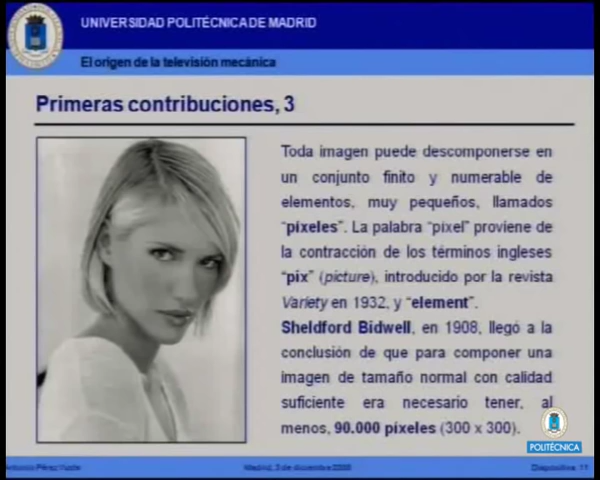 UNIVERSIDAD POLITÉCNICA DE MADRID
El origen de la televisión mecánica
Primeras contribuciones, 3
Toda imagen puede descomponerse en
un conjunto finito y numerable de
elementos, muy pequeños, llamados
“píxeles”. La palabra “píxel” proviene de
la contracción de los términos ingleses
“pix” (picture), introducido por la revista
Variety en 1932, y “element”.
Sheldford Bidwell, en 1908, llegó a la
conclusión de que para componer una
imagen de tamaño normal con calidad
suficiente era necesario tener, al
menos, 90.000 píxeles (300 x 300).
POLITÉCNICA
Antonio Pérez Yuste
Madrid, 3 de diciembre 2008
Diapositiva 11